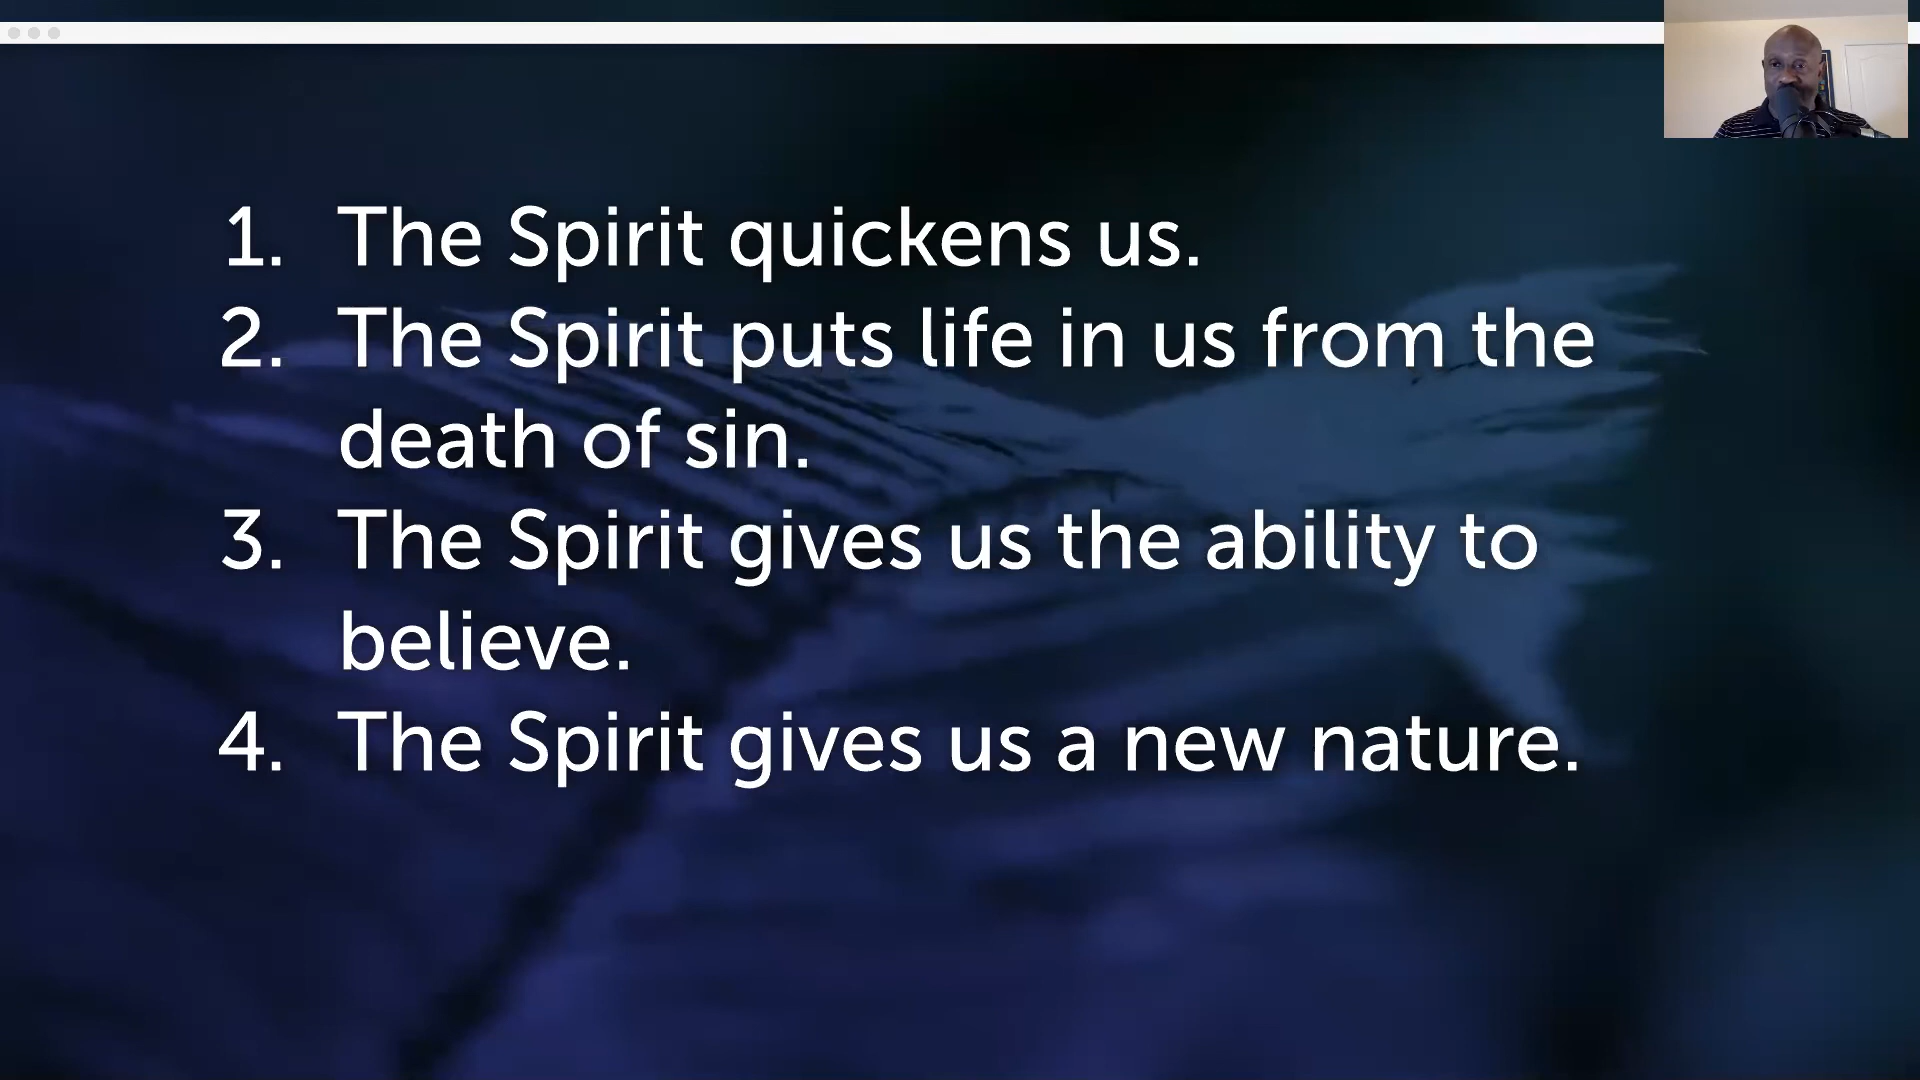 1. The Spirit quickens us.
2. The Spirit puts life in us from the
death of sin.
3. The Spirit gives us the ability to
believe.
4. The Spirit gives us a new nature.